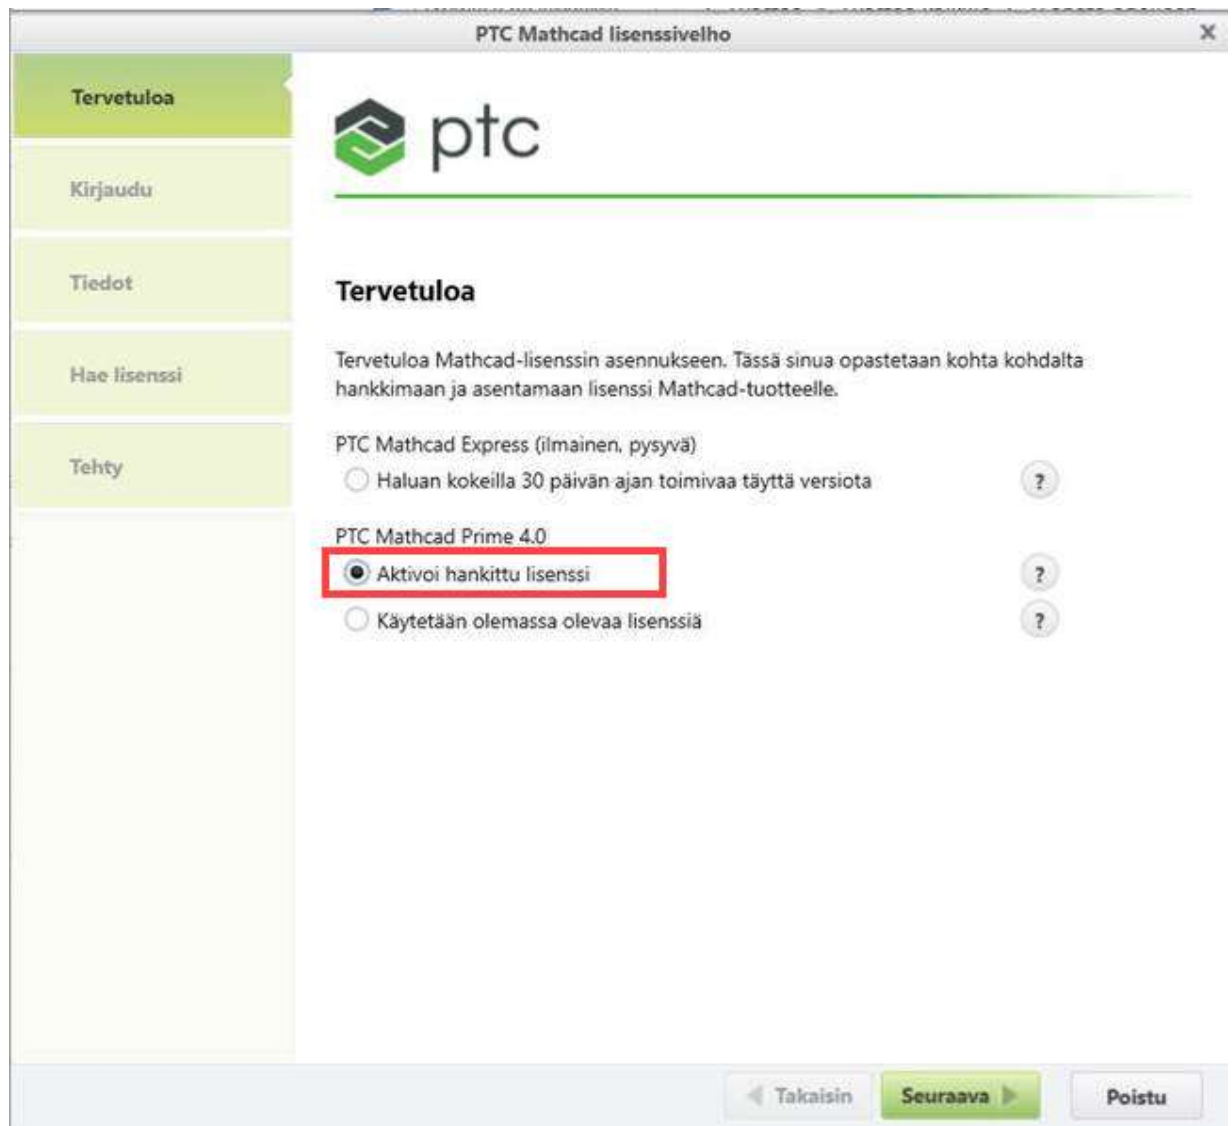 PTC Mathcad lisenssivelho
Tervetuloa
Kirjaudu
Tiedot
Hae lisenssi
Tehty
ptc
Tervetuloa
Tervetuloa Mathcad-lisenssin asennukseen. Tässä sinua opastetaan kohta kohdalta
hankkimaan ja asentamaan lisenssi Mathcad-tuotteelle.
PTC Mathcad Express (ilmainen, pysyvä)
Haluan kokeilla 30 päivän ajan toimivaa täyttä versiota ?
PTC Mathcad Prime 4.0
Aktivoi hankittu lisenssi ?
Käytetään olemassa olevaa lisenssiä ?
Takaisin Seuraava Poistu